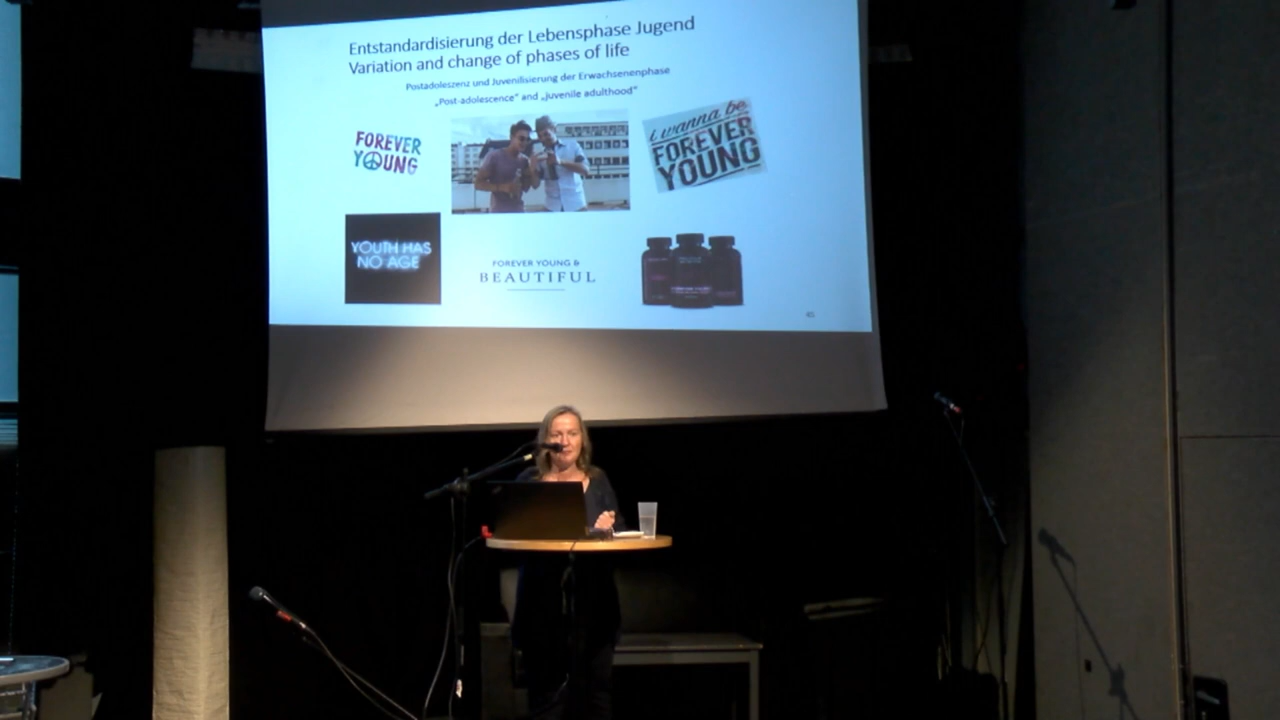 Entstandardisierung der Lebensphase Jugend
Variation and change of phases of life
Postadoleszenz und Juvenilisierung der Erwachsenenphase
„Post-adolescence“ and „juvenile adulthood“
FOREVER
YOUNG
i wanna be
FOREVER
YOUNG
YOUTH HAS
NO AGE
FOREVER YOUNG &
BEAUTIFUL